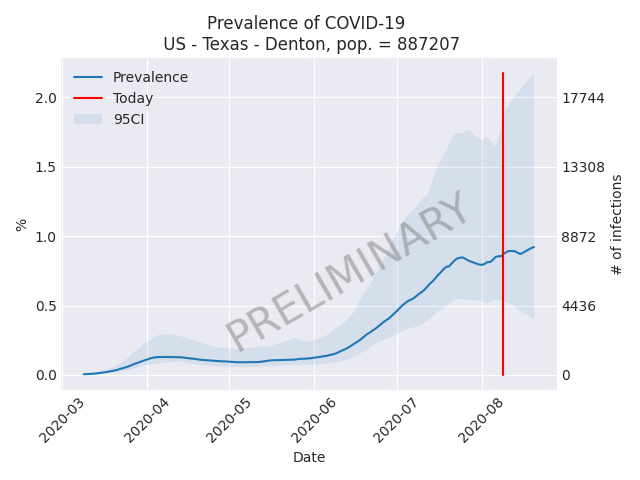 Prevalence of COVID-19
US - Texas - Denton, pop. = 887207
Prevalence
Today
95CI
2.0
1.5
1.0
0.5
0.0
%
17744
13308
8872
4436
0
# of infections
PRELIMINARY
2020-03
2020-04
2020-05
2020-06
2020-07
2020-08
Date